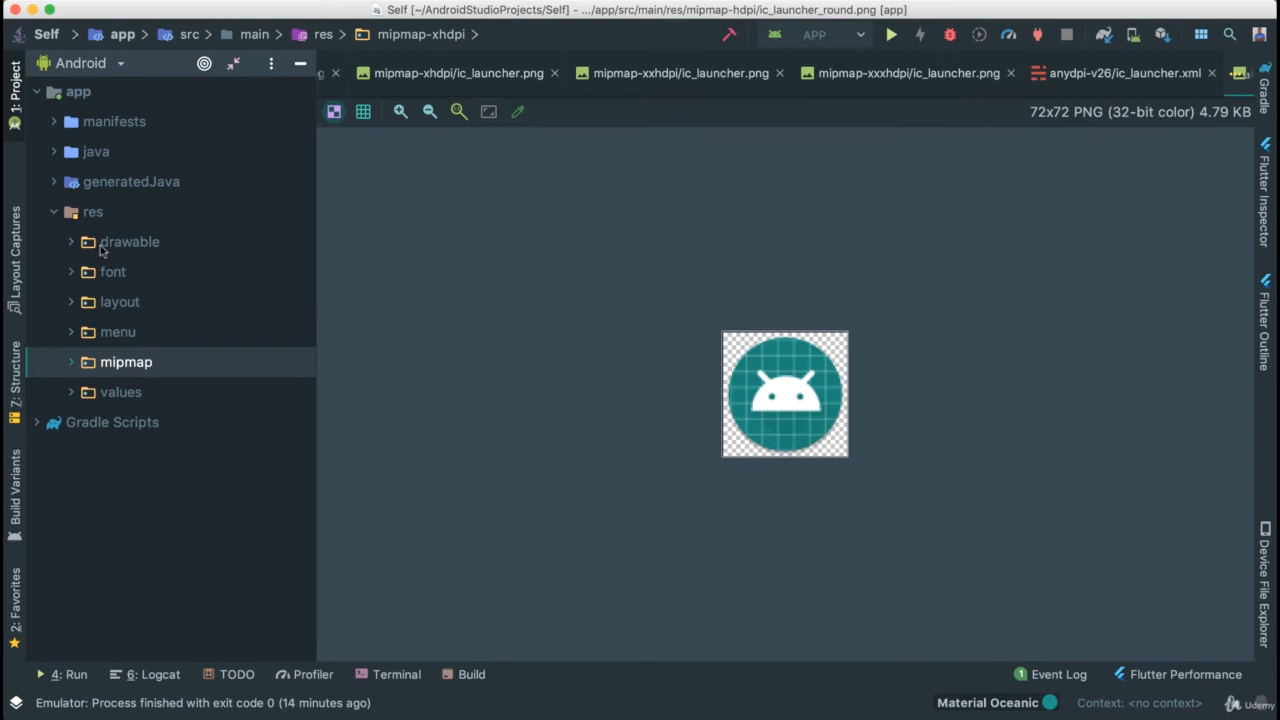 Self [~/AndroidStudioProjects/Self] - .../app/src/main/res/mipmap-hdpi/ic_launcher_round.png [app]
Self app src main res mipmap-xhdpi APP
1: Project
Android
mipmap-xhdpi/ic_launcher.png
mipmap-xxhdpi/ic_launcher.png
mipmap-xxxhdpi/ic_launcher.png
anydpi-v26/ic_launcher.xml
Gradle
72x72 PNG (32-bit color) 4.79 KB
app
manifests
java
generatedJava
res
drawable
font
layout
menu
mipmap
values
Gradle Scripts
Layout Captures
7: Structure
Build Variants
2: Favorites
Flutter Inspector
Flutter Outline
Device File Explorer
4: Run
6: Logcat
TODO
Profiler
Terminal
Build
1 Event Log
Flutter Performance
Emulator: Process finished with exit code 0 (14 minutes ago)
Material Oceanic
Context: <no context>
Udemy